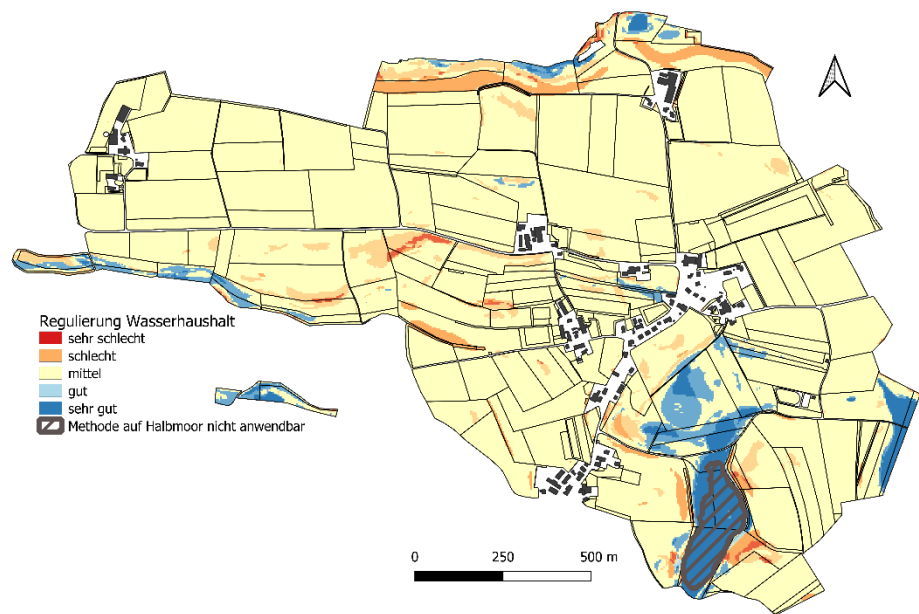 Regulierung Wasserhaushalt
sehr schlecht
schlecht
mittel
gut
sehr gut
Methode auf Halbmoor nicht anwendbar
0 250 500 m